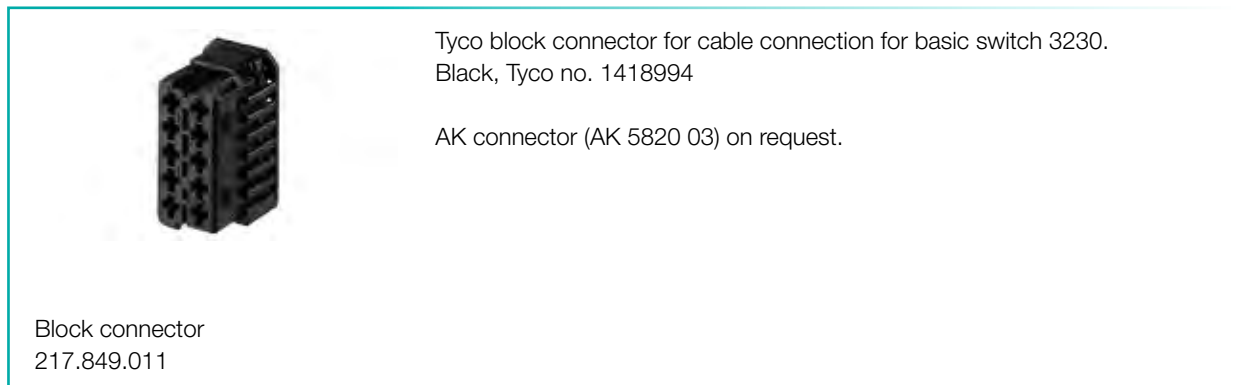 Tyco block connector for cable connection for basic switch 3230.
Black, Tyco no. 1418994
AK connector (AK 5820 03) on request.
Block connector
217.849.011